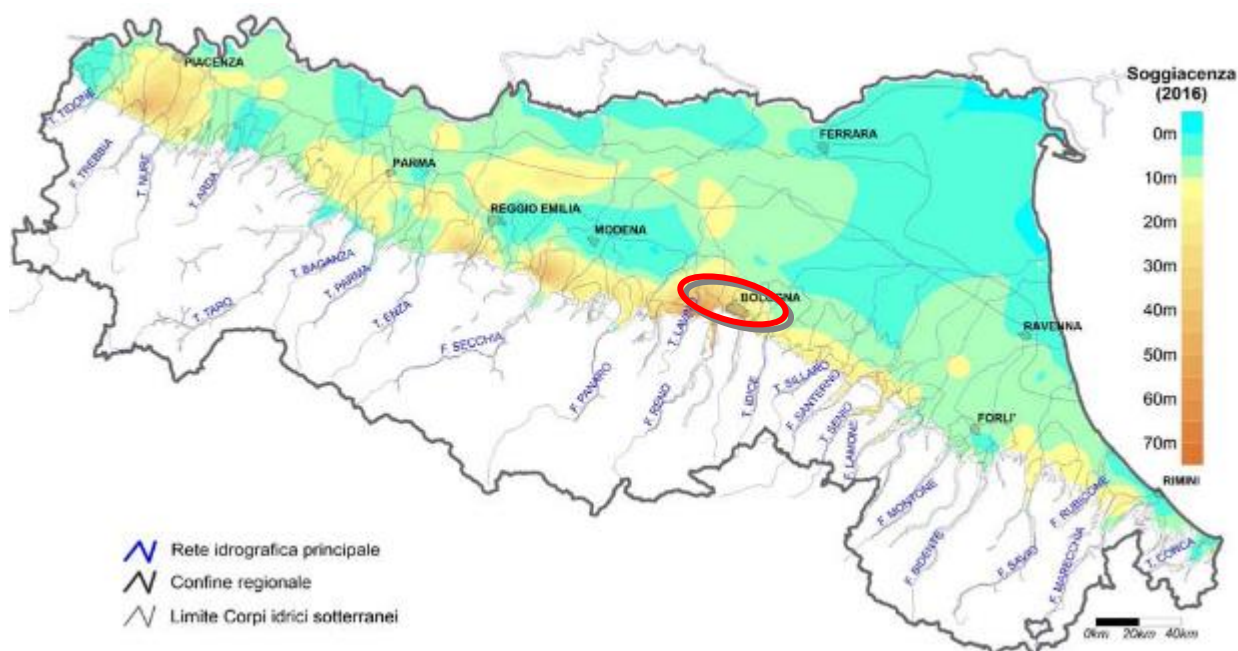 Soggiacenza
(2016)
0m
10m
20m
30m
40m
50m
60m
70m
PIACENZA
T. TIDONE
F. TREBBIA
T. NURE
T. ARDA
PARMA
REGGIO EMILIA
MODENA
FERRARA
BOLOGNA
RAVENNA
FORLI'
RIMINI
T. TARO
T. BAGANZA
T. PARMA
T. ENZA
F. SECCHIA
F. PANARO
T. LAVINO
F. RENO
T. IDICE
T. SILLARO
F. SANTERNO
T. SENIO
F. LAMONE
F. MONTONE
F. BIDENTE
F. SAVIO
F. RUBICONE
F. MARECCHIA
T. CONCA
Rete idrografica principale
Confine regionale
Limite Corpi idrici sotterranei
0km 20km 40km